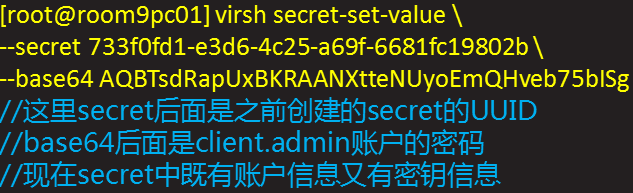 [root@room9pc01] virsh secret-set-value \
--secret 733f0fd1-e3d6-4c25-a69f-6681fc19802b \
--base64 AQBTsdRapUxBKRAANXtteNUyoEmQHveb75bISg
//这里secret后面是之前创建的secret的UUID
//base64后面是client.admin账户的密码
//现在secret中既有账户信息又有密钥信息